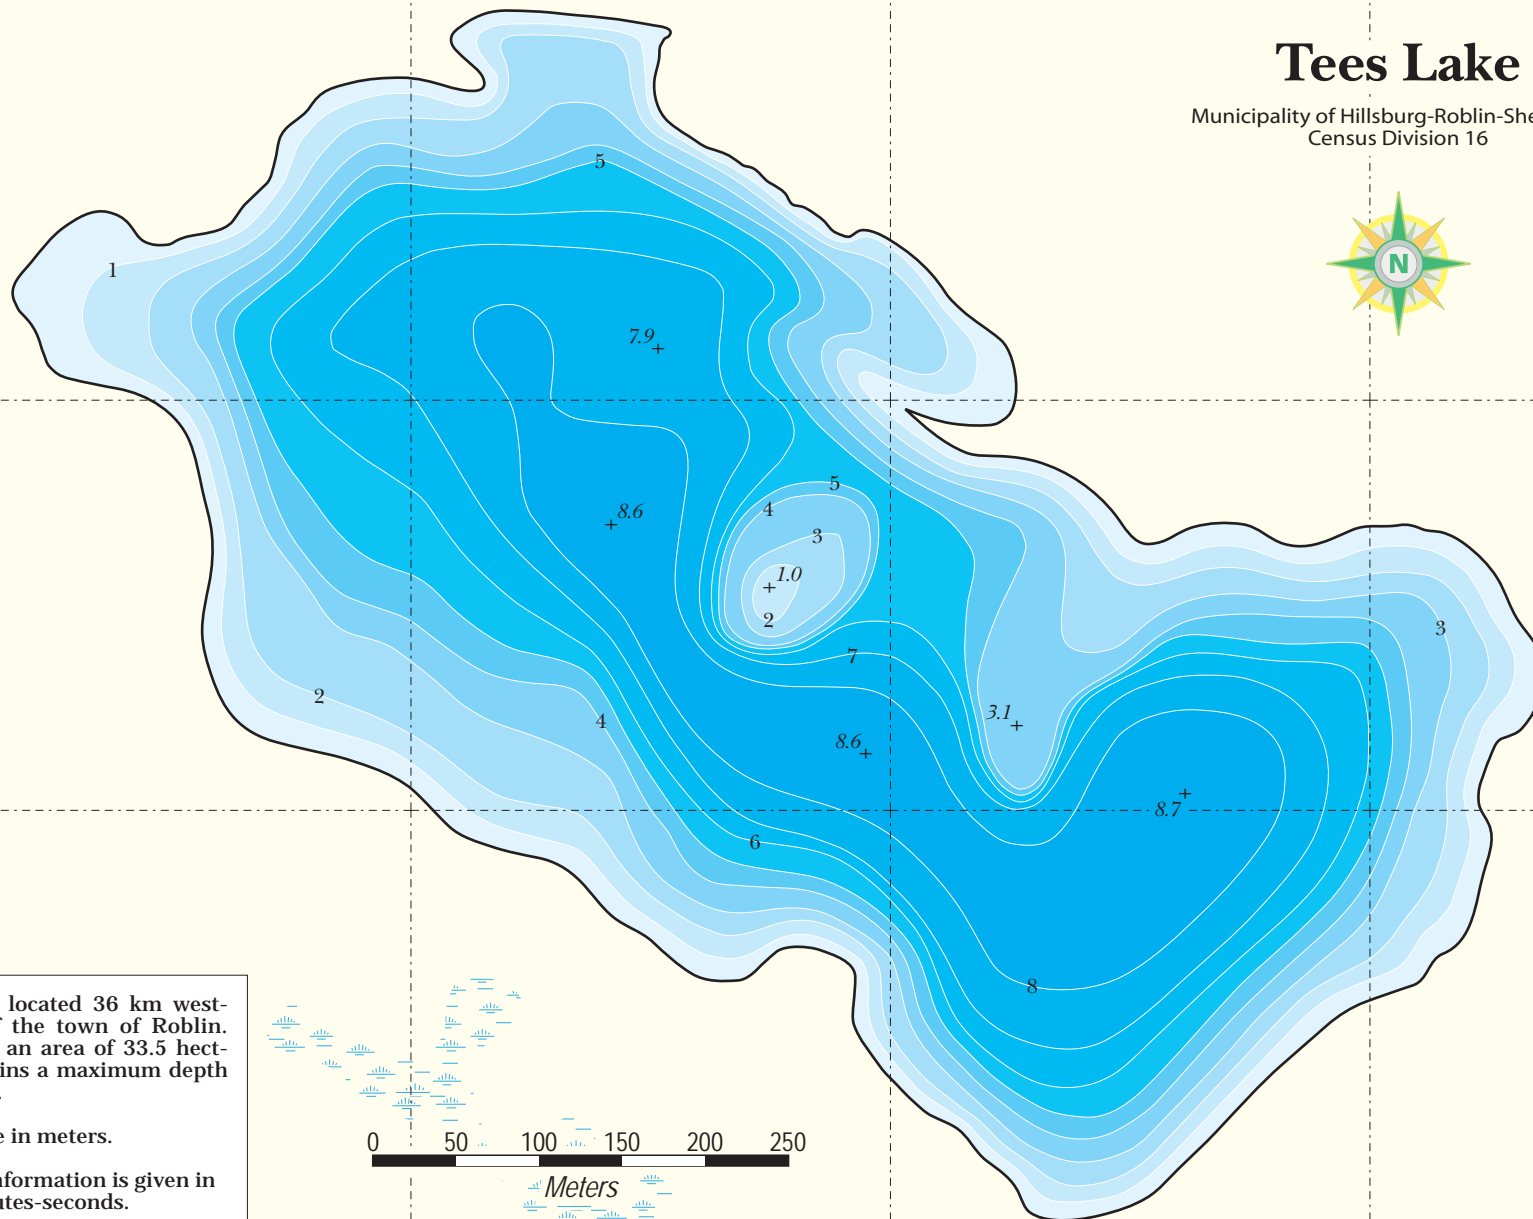 Tees Lake
Municipality of Hillsburg-Roblin-She
Census Division 16
N
5
1
7.9
5
8.6
4
3
1.0
2
3
7
2
3.1
4
8.6
8.7
6
8
located 36 km west-
the town of Roblin.
an area of 33.5 hect-
ins a maximum depth
e in meters.
formation is given in
utes-seconds.
0 50 100 150 200 250
Meters